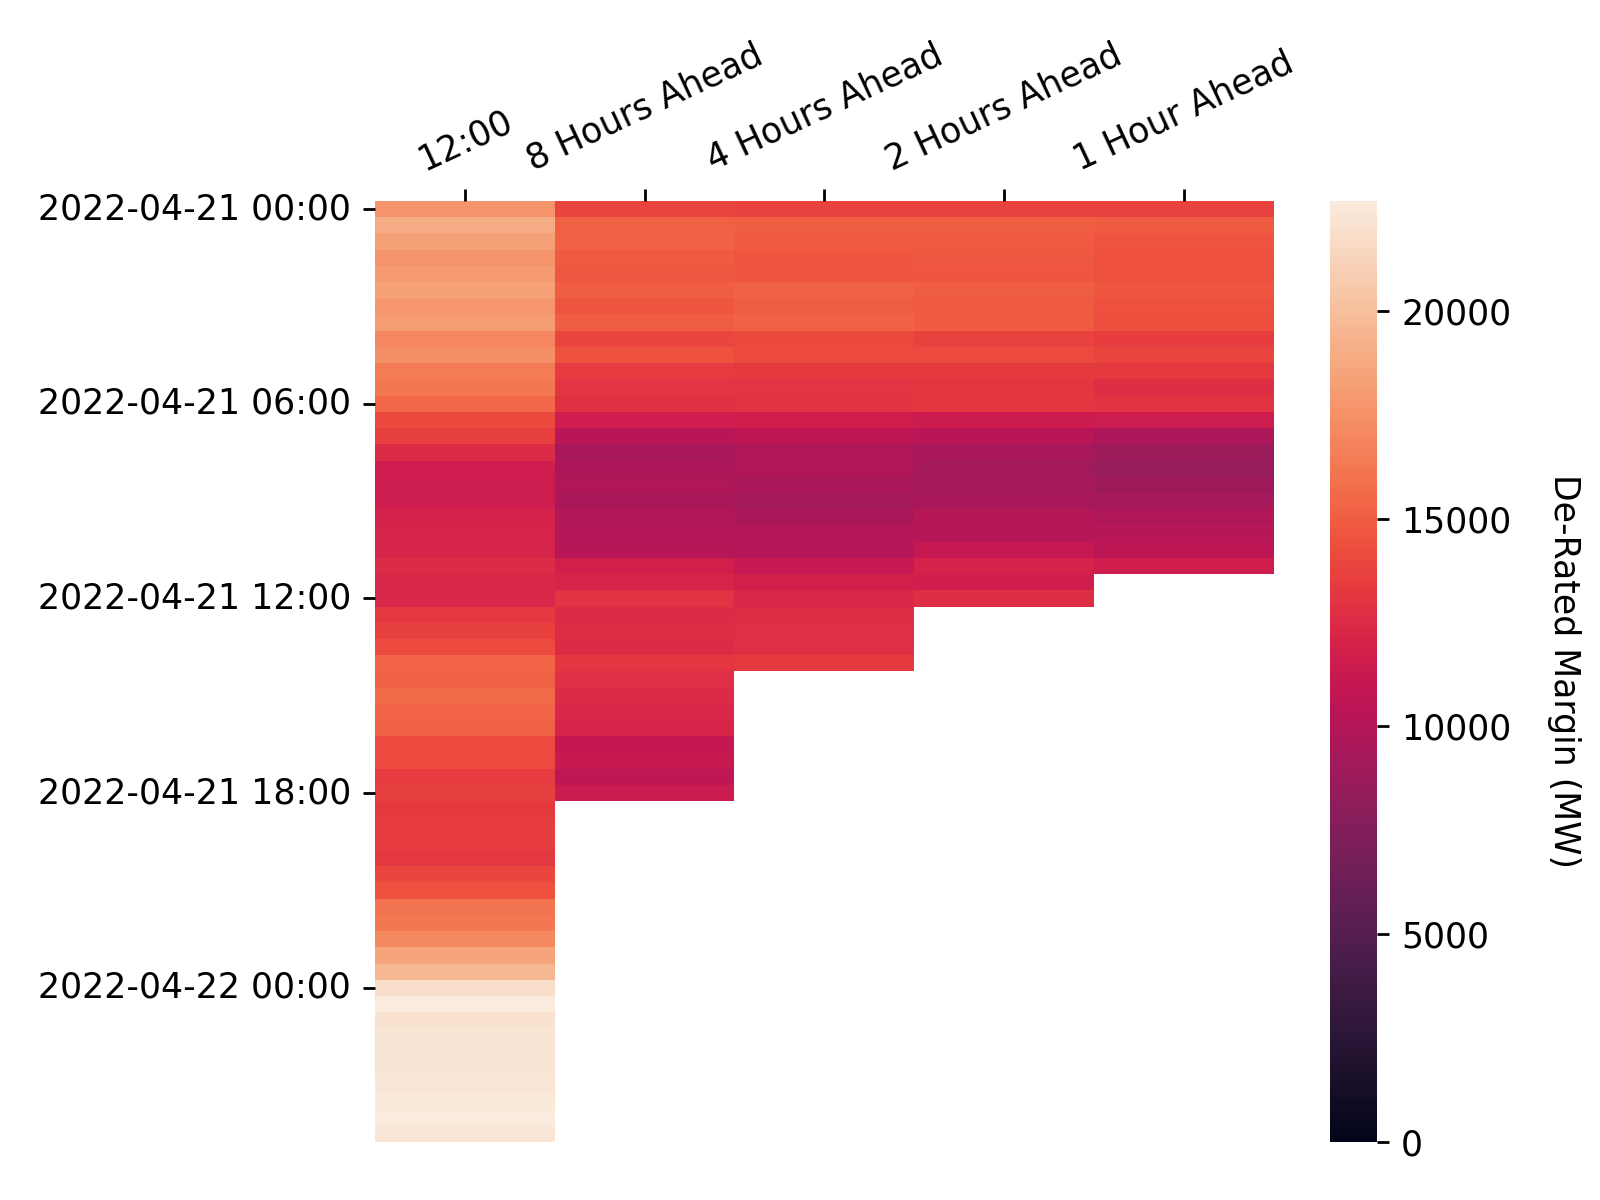 12:00
8 Hours Ahead
4 Hours Ahead
2 Hours Ahead
1 Hour Ahead
2022-04-21 00:00
2022-04-21 06:00
2022-04-21 12:00
2022-04-21 18:00
2022-04-22 00:00
20000
15000
10000
5000
0
De-Rated Margin (MW)